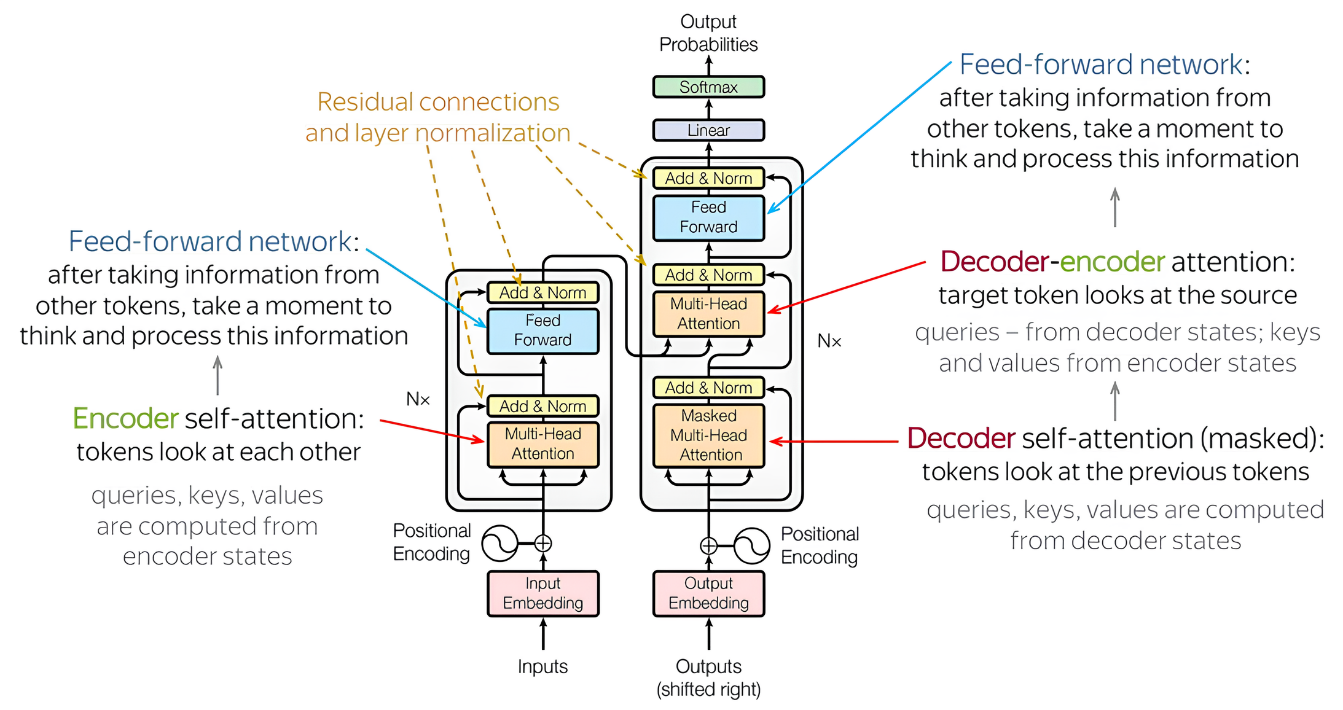 Output
Probabilities
Softmax
Linear
Add & Norm
Feed
Forward
Add & Norm
Multi-Head
Attention
N×
Add & Norm
Masked
Multi-Head
Attention
Positional
Encoding
Output
Embedding
Outputs
(shifted right)
Residual connections
and layer normalization
Feed-forward network:
after taking information from
other tokens, take a moment to
think and process this information
Encoder self-attention:
tokens look at each other
queries, keys, values
are computed from
encoder states
Add & Norm
Feed
Forward
N×
Add & Norm
Multi-Head
Attention
Positional
Encoding
Input
Embedding
Inputs
Feed-forward network:
after taking information from
other tokens, take a moment to
think and process this information
Decoder-encoder attention:
target token looks at the source
queries – from decoder states; keys
and values from encoder states
Decoder self-attention (masked):
tokens look at the previous tokens
queries, keys, values are computed
from decoder states